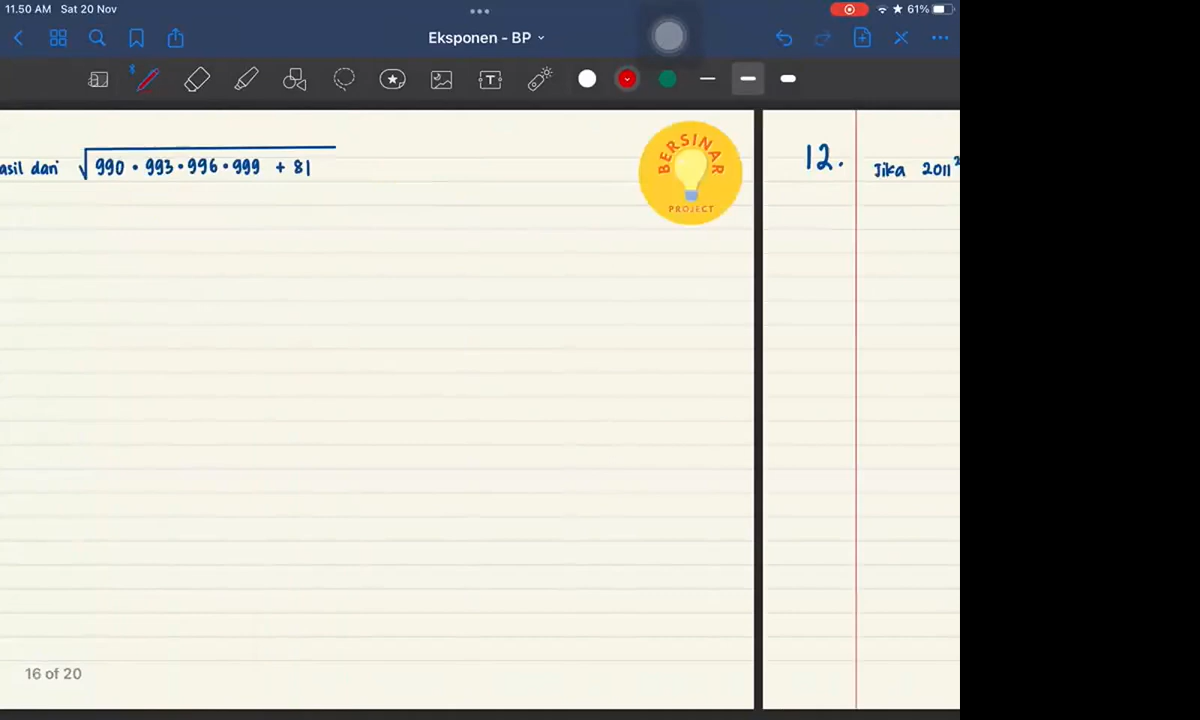 11.50 AM Sat 20 Nov
61%
Eksponen - BP
asil dari √990 · 993 · 996 · 999 + 81
BERSINAR
PROJECT
12. Jika 2011²
16 of 20